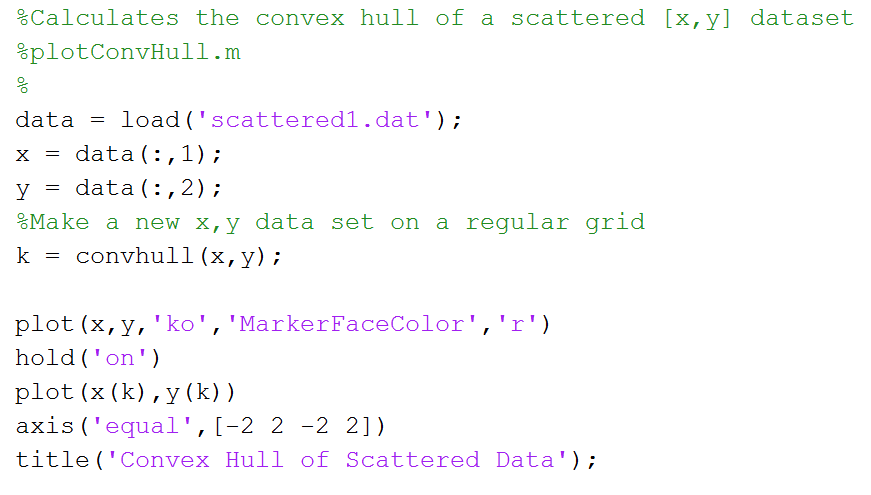 %Calculates the convex hull of a scattered [x,y] dataset
%plotConvHull.m
%
data = load('scattered1.dat');
x = data(:,1);
y = data(:,2);
%Make a new x,y data set on a regular grid
k = convhull(x,y);
plot(x,y,'ko','MarkerFaceColor','r')
hold('on')
plot(x(k),y(k))
axis('equal',[-2 2 -2 2])
title('Convex Hull of Scattered Data');